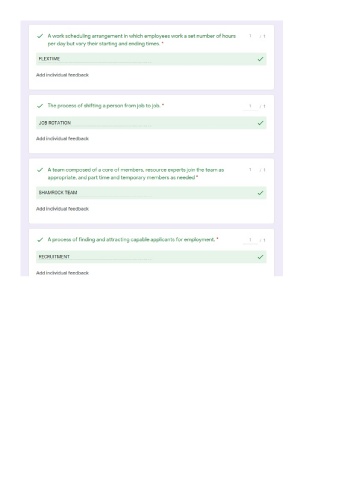 A work scheduling arrangement in which employees work a set number of hours 1 / 1
per day but vary their starting and ending times. *
FLEXTIME
Add individual feedback
The process of shifting a person from job to job. * 1 / 1
JOB ROTATION
Add individual feedback
A team composed of a core of members, resource experts join the team as 1 / 1
appropriate, and part time and temporary members as needed *
SHAMROCK TEAM
Add individual feedback
A process of finding and attracting capable applicants for employment. * 1 / 1
RECRUITMENT
Add individual feedback